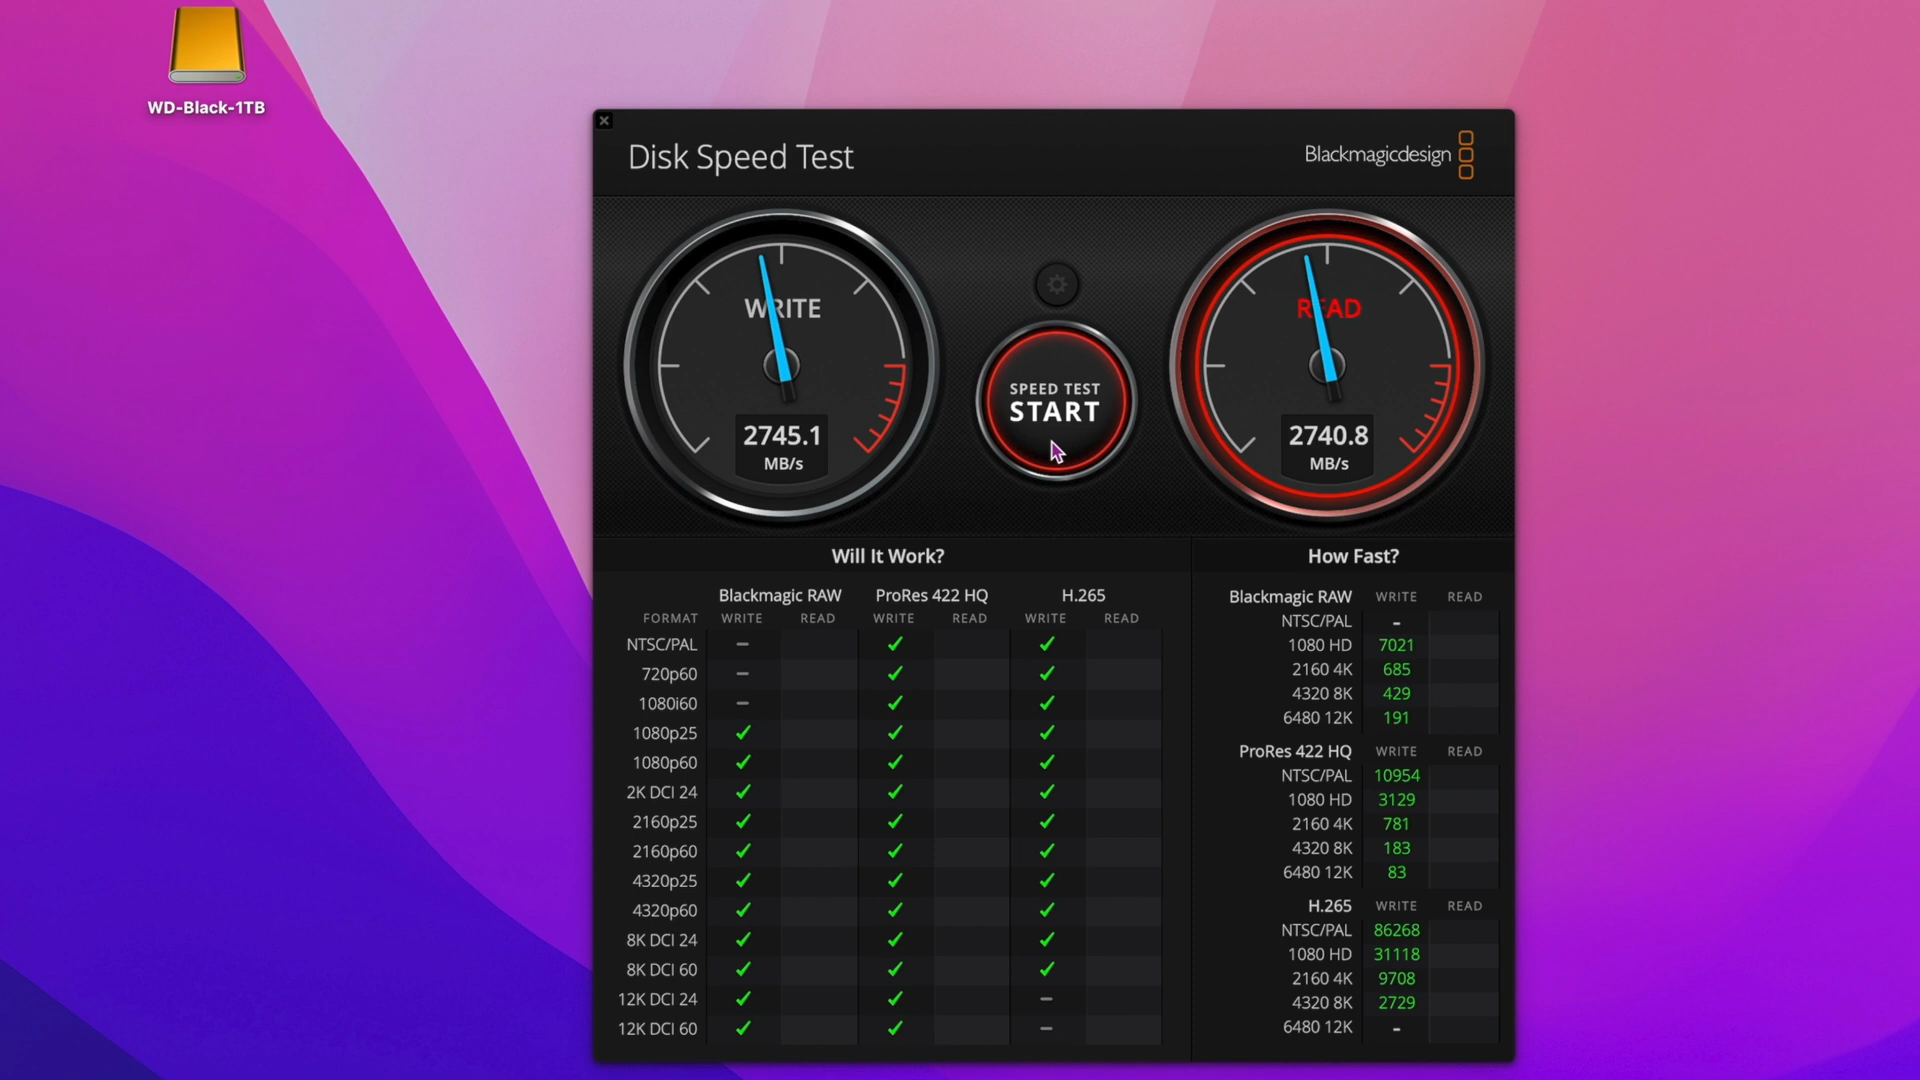 WD-Black-1TB
Disk Speed Test
Blackmagicdesign
WRITE
2745.1
MB/s
SPEED TEST
START
READ
2740.8
MB/s
Will It Work?
Blackmagic RAW ProRes 422 HQ H.265
FORMAT WRITE READ WRITE READ WRITE READ
NTSC/PAL – ✓ ✓
720p60 – ✓ ✓
1080i60 – ✓ ✓
1080p25 ✓ ✓ ✓
1080p60 ✓ ✓ ✓
2K DCI 24 ✓ ✓ ✓
2160p25 ✓ ✓ ✓
2160p60 ✓ ✓ ✓
4320p25 ✓ ✓ ✓
4320p60 ✓ ✓ ✓
8K DCI 24 ✓ ✓ ✓
8K DCI 60 ✓ ✓ ✓
12K DCI 24 ✓ ✓ –
12K DCI 60 ✓ ✓ –
How Fast?
Blackmagic RAW WRITE READ
NTSC/PAL –
1080 HD 7021
2160 4K 685
4320 8K 429
6480 12K 191
ProRes 422 HQ WRITE READ
NTSC/PAL 10954
1080 HD 3129
2160 4K 781
4320 8K 183
6480 12K 83
H.265 WRITE READ
NTSC/PAL 86268
1080 HD 31118
2160 4K 9708
4320 8K 2729
6480 12K –